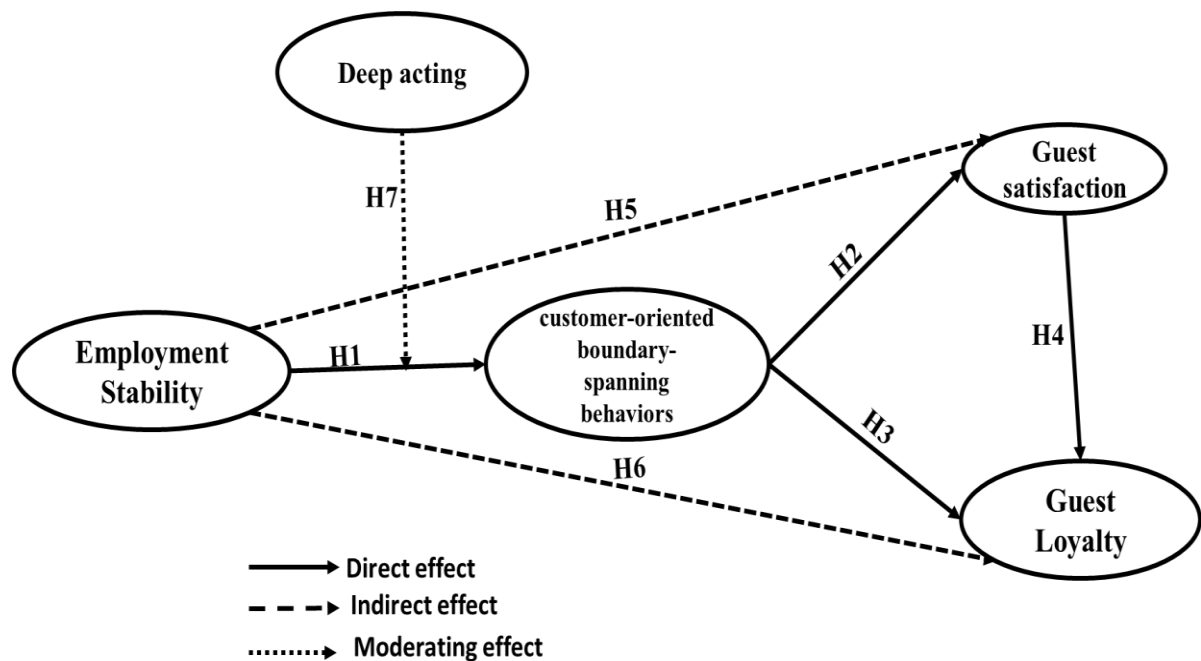 Deep acting
Guest
satisfaction
H7
H5
H2
customer-oriented
boundary-
spanning
behaviors
Employment
Stability
H1
H4
H3
H6
Guest
Loyalty
Direct effect
Indirect effect
Moderating effect